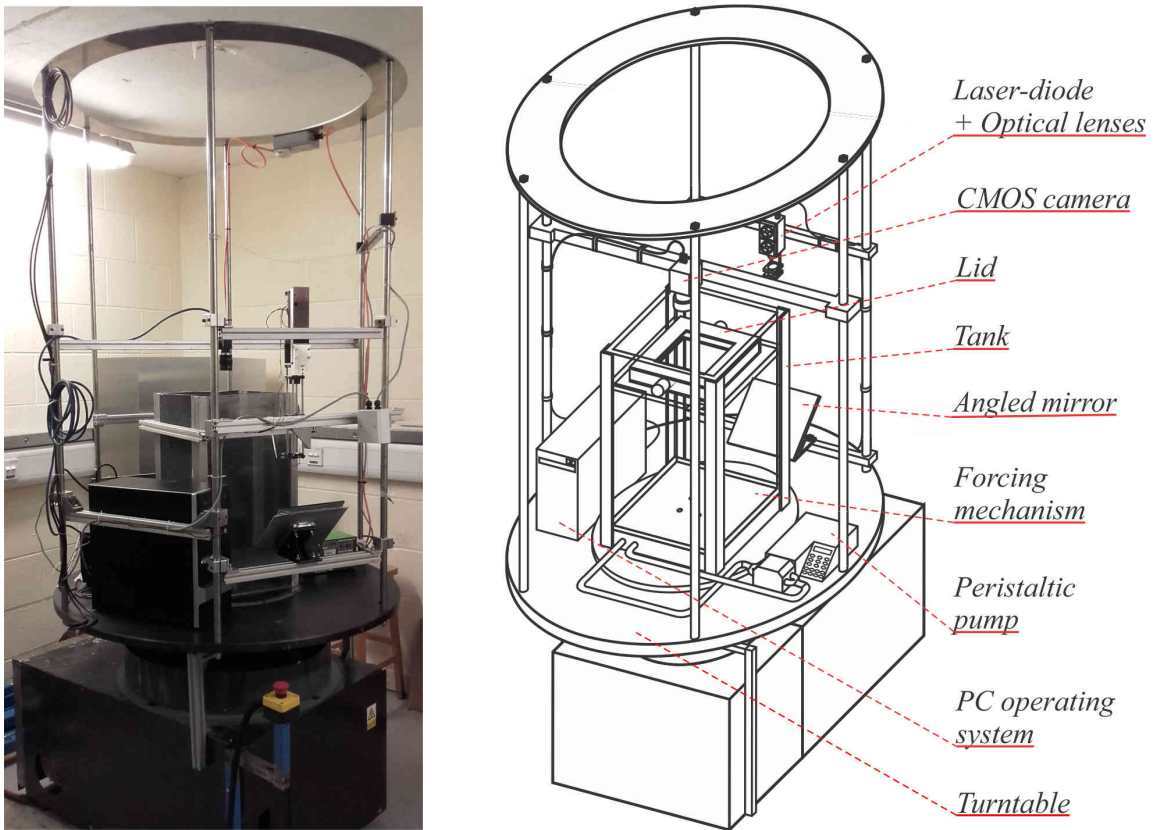 Laser-diode
+ Optical lenses
CMOS camera
Lid
Tank
Angled mirror
Forcing
mechanism
Peristaltic
pump
PC operating
system
Turntable